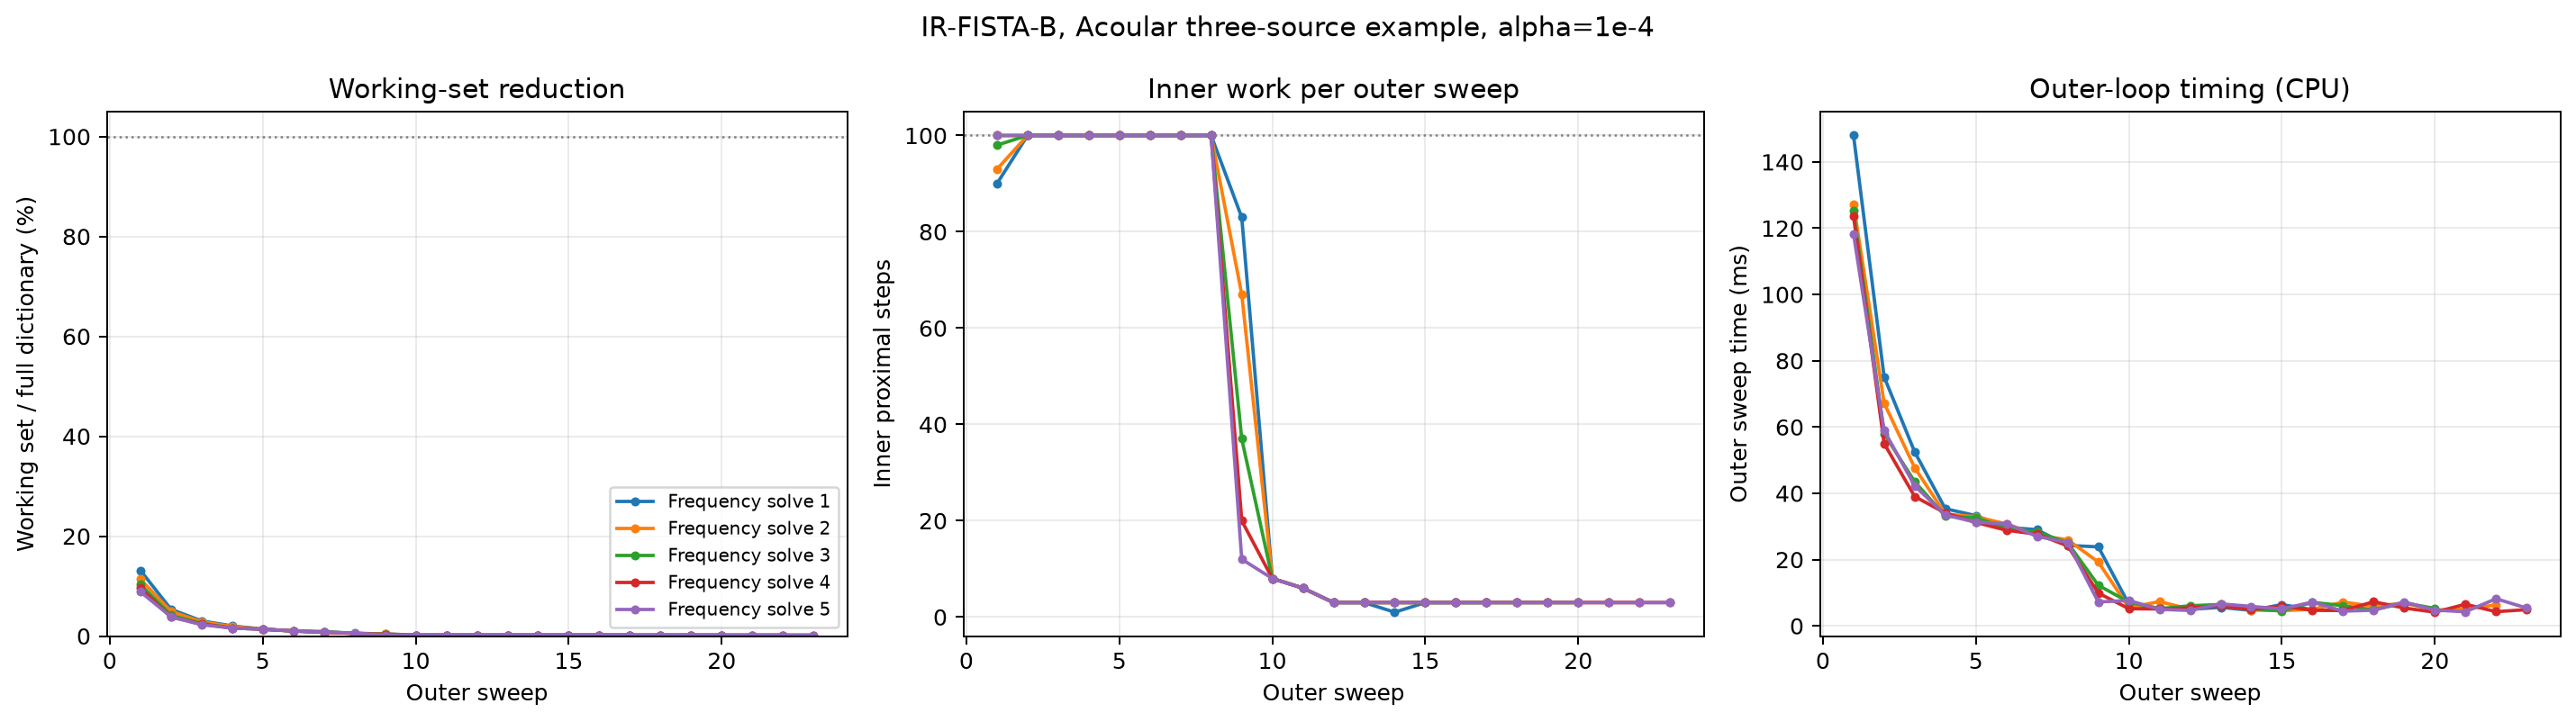 IR-FISTA-B, Acoular three-source example, alpha=1e-4
Working-set reduction
Working set / full dictionary (%)
100
80
60
40
20
0
0
5
10
15
20
Outer sweep
Frequency solve 1
Frequency solve 2
Frequency solve 3
Frequency solve 4
Frequency solve 5
Inner work per outer sweep
Inner proximal steps
100
80
60
40
20
0
0
5
10
15
20
Outer sweep
Outer-loop timing (CPU)
Outer sweep time (ms)
140
120
100
80
60
40
20
0
0
5
10
15
20
Outer sweep